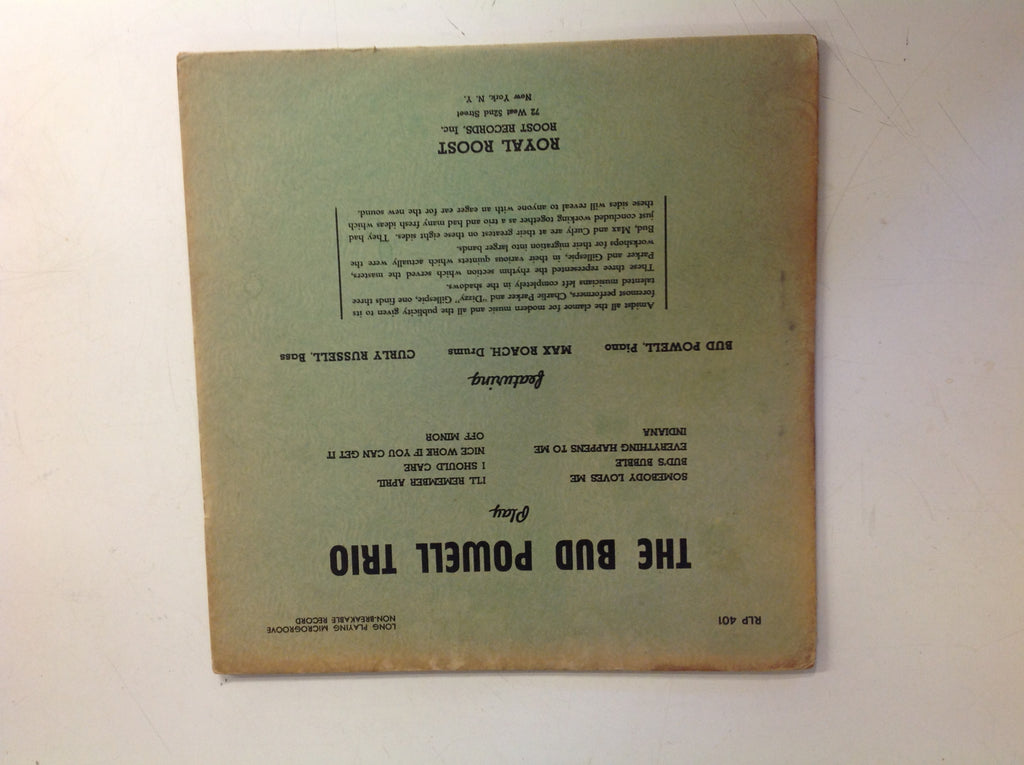 RLP 401
LONG PLAYING MICROGROOVE
NON-BREAKABLE RECORD
THE BUD POWELL TRIO
Play
SOMEBODY LOVES ME
BUD'S BUBBLE
EVERYTHING HAPPENS TO ME
INDIANA
I'LL REMEMBER APRIL
I SHOULD CARE
NICE WORK IF YOU CAN GET IT
OFF MINOR
featuring
BUD POWELL, Piano MAX ROACH, Drums CURLY RUSSELL, Bass
Amidst all the clamor for modern music and all the publicity given to its
foremost performers, Charlie Parker and "Dizzy" Gillespie, one finds three
talented musicians left completely in the shadows.
These three represented the rhythm section which served the masters,
Parker and Gillespie, in their various quintets which actually were the
workshops for their migration into larger bands.
Bud, Max and Curly are at their greatest on these eight sides. They had
just concluded working together as a trio and had many fresh ideas which
these sides will reveal to anyone with an eager ear for the new sound.
ROYAL ROOST
ROOST RECORDS, Inc.
72 West 52nd Street
New York, N. Y.